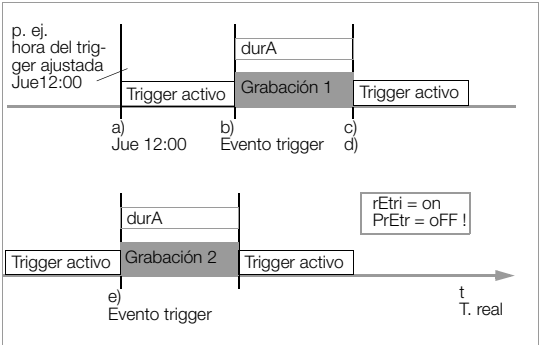 p. ej.
hora del trig-
ger ajustada
Jue12:00
durA
Trigger activo
Grabación 1
Trigger activo
a)
Jue 12:00
b)
Evento trigger
c)
d)
durA
rEtri = on
PrEtr = oFF !
Trigger activo
Grabación 2
Trigger activo
e)
Evento trigger
t
T. real